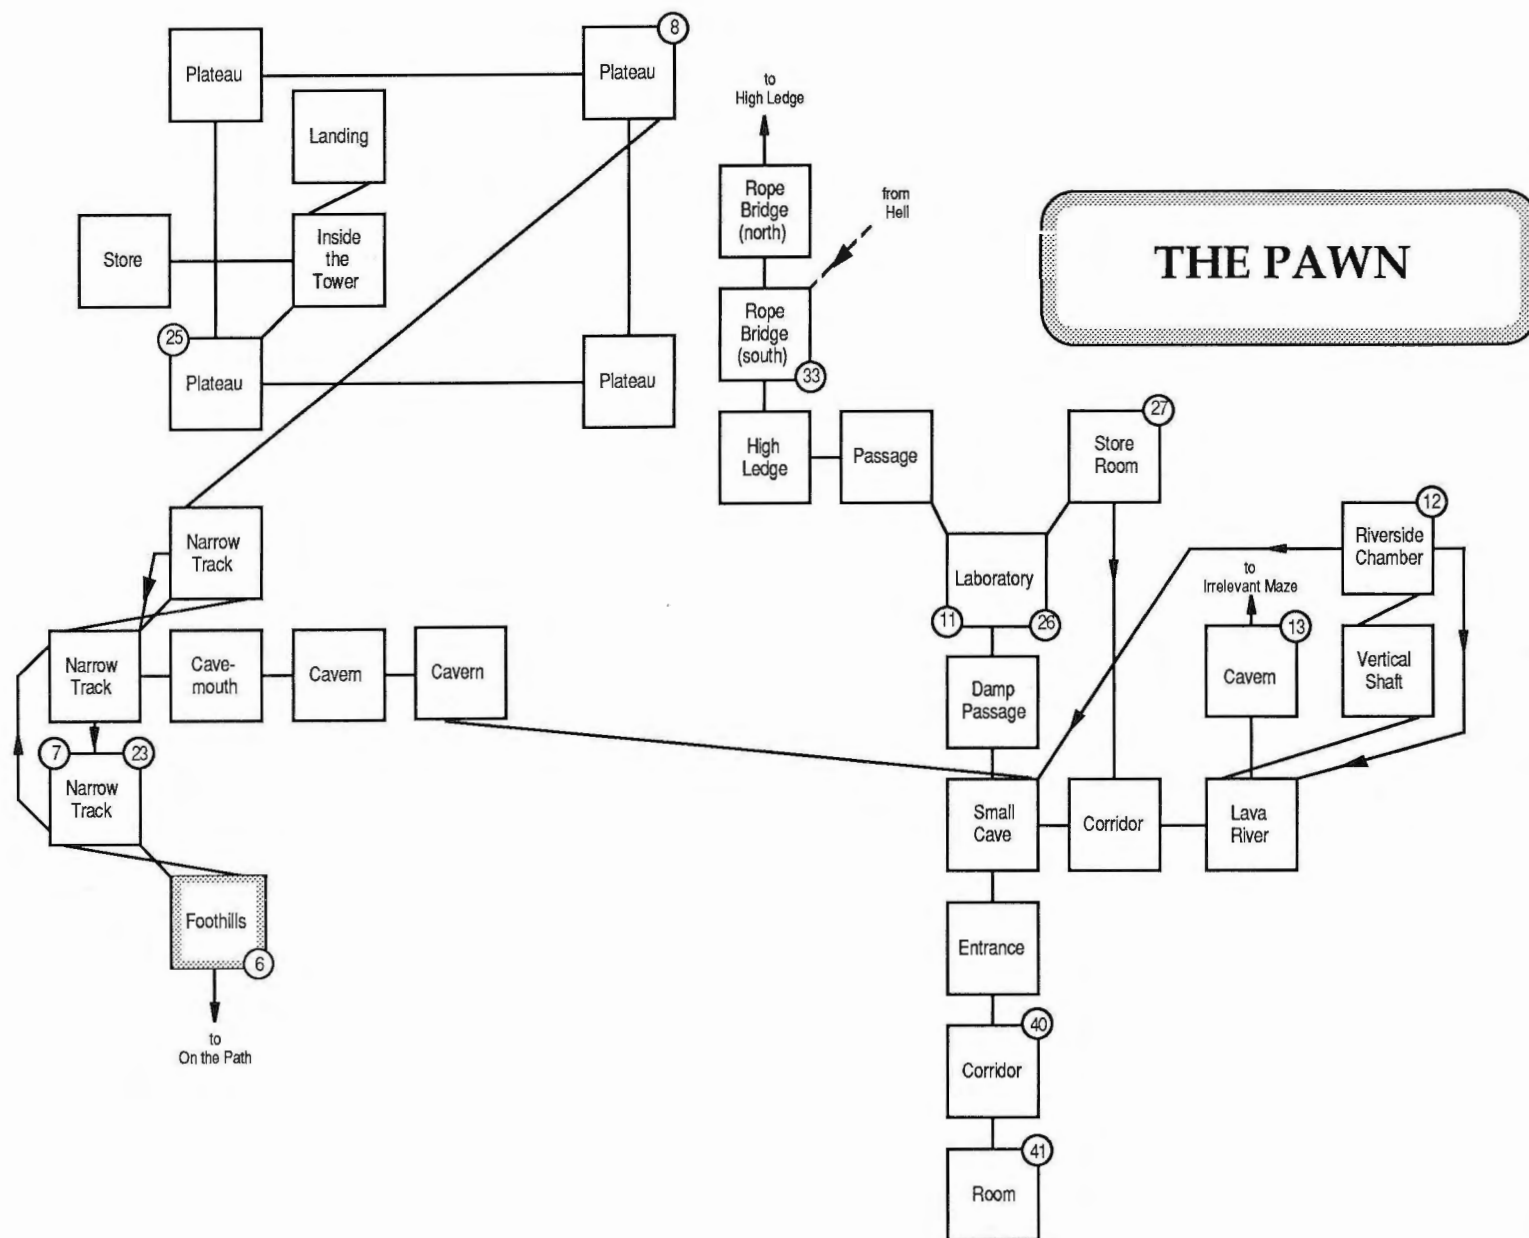 8
Plateau
Plateau
to
High Ledge
Landing
Rope
Bridge
(north)
from
Hell
THE PAWN
Store
Inside
the
Tower
Rope
Bridge
(south)
33
25
Plateau
Plateau
27
High
Ledge
Passage
Store
Room
12
Riverside
Chamber
Narrow
Track
Laboratory
11
26
to
Irrelevant Maze
13
Narrow
Track
Cave-
mouth
Cavern
Cavern
Damp
Passage
Cavern
Vertical
Shaft
7
23
Narrow
Track
Small
Cave
Corridor
Lava
River
Foothills
6
Entrance
to
On the Path
40
Corridor
41
Room